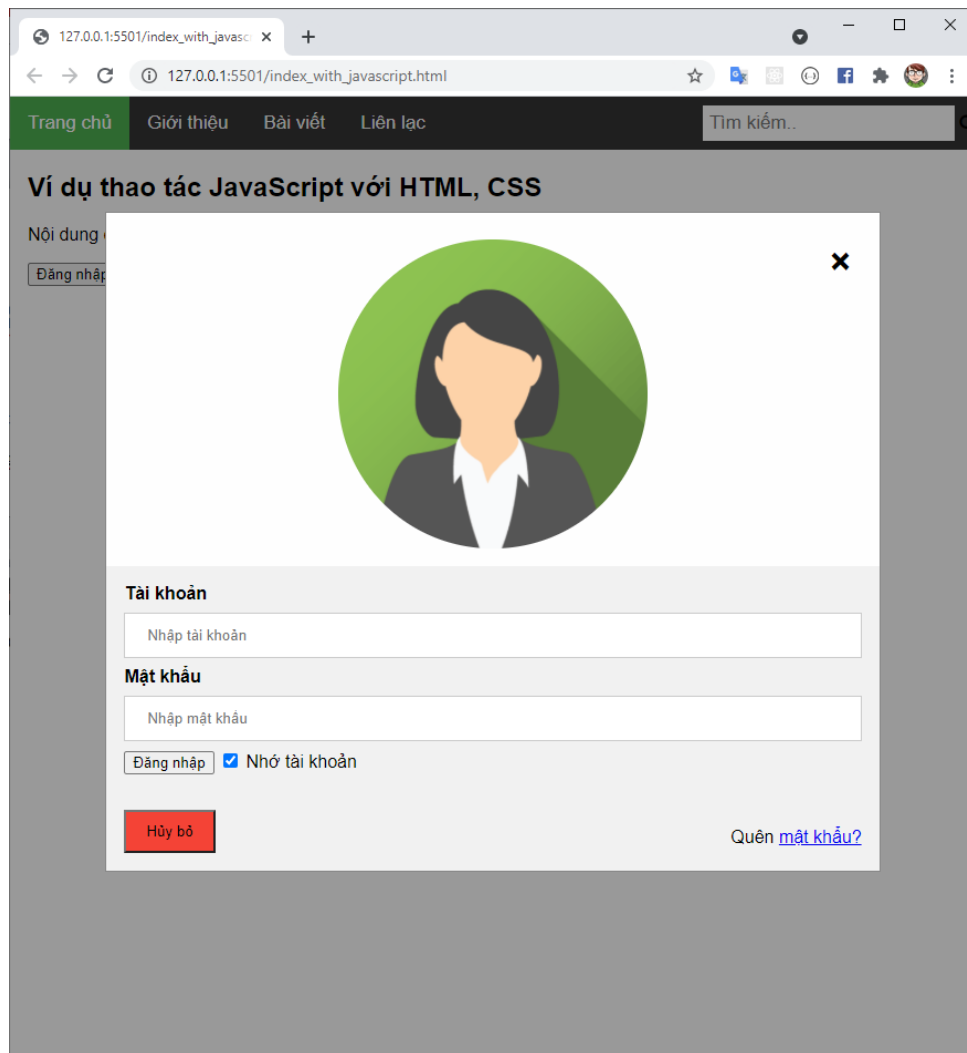 127.0.0.1:5501/index_with_javasc
127.0.0.1:5501/index_with_javascript.html
Trang chủ Giới thiệu Bài viết Liên lạc Tìm kiếm..
Ví dụ thao tác JavaScript với HTML, CSS
Nội dung
Đăng nhập
Tài khoản
Nhập tài khoản
Mật khẩu
Nhập mật khẩu
Đăng nhập Nhớ tài khoản
Hủy bỏ
Quên mật khẩu?